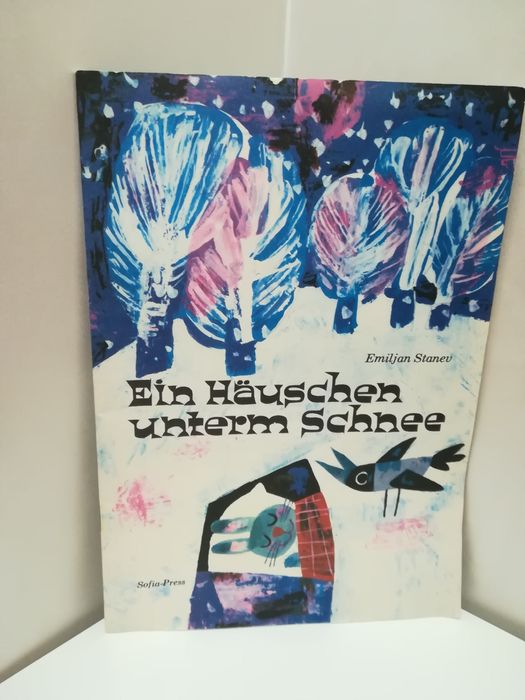 Emiljan Stanev
Ein Häuschen
unterm Schnee
Sofia-Press